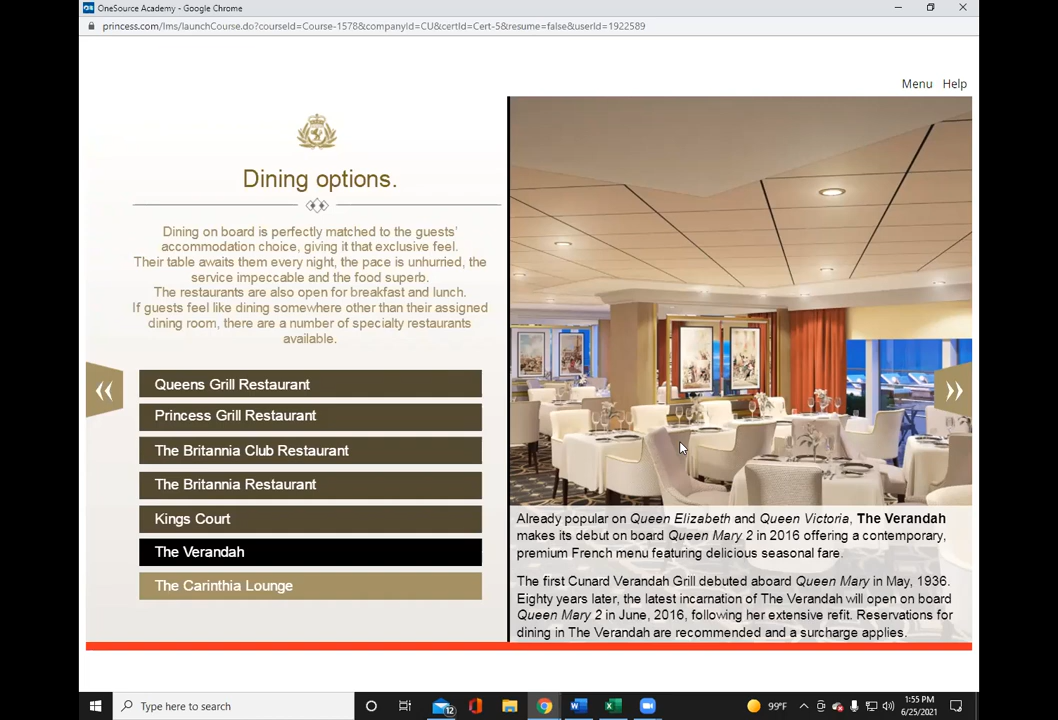 OneSource Academy - Google Chrome
princess.com/lms/launchCourse.do?courseId=Course-1578&companyId=CU&certId=Cert-5&resume=false&userId=1922589
Menu Help
Dining options.
Dining on board is perfectly matched to the guests'
accommodation choice, giving it that exclusive feel.
Their table awaits them every night, the pace is unhurried, the
service impeccable and the food superb.
The restaurants are also open for breakfast and lunch.
If guests feel like dining somewhere other than their assigned
dining room, there are a number of specialty restaurants
available.
Queens Grill Restaurant
Princess Grill Restaurant
The Britannia Club Restaurant
The Britannia Restaurant
Kings Court
The Verandah
The Carinthia Lounge
Already popular on Queen Elizabeth and Queen Victoria, The Verandah
makes its debut on board Queen Mary 2 in 2016 offering a contemporary,
premium French menu featuring delicious seasonal fare.
The first Cunard Verandah Grill debuted aboard Queen Mary in May, 1936.
Eighty years later, the latest incarnation of The Verandah will open on board
Queen Mary 2 in June, 2016, following her extensive refit. Reservations for
dining in The Verandah are recommended and a surcharge applies.
Type here to search
12
99°F
1:55 PM
6/25/2021